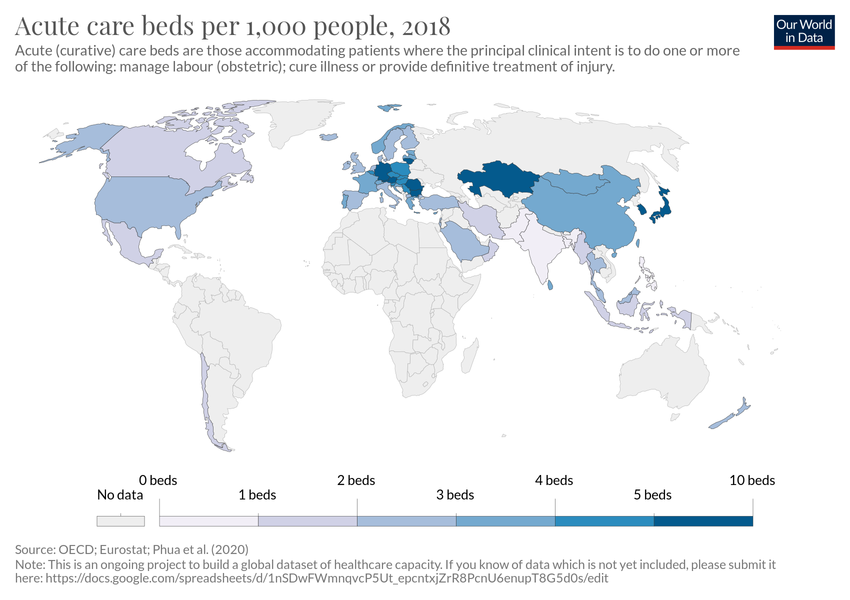 Acute care beds per 1,000 people, 2018
Our World
in Data
Acute (curative) care beds are those accommodating patients where the principal clinical intent is to do one or more
of the following: manage labour (obstetric); cure illness or provide definitive treatment of injury.
0 beds
2 beds
4 beds
10 beds
No data
1 beds
3 beds
5 beds
Source: OECD; Eurostat; Phua et al. (2020)
Note: This is an ongoing project to build a global dataset of healthcare capacity. If you know of data which is not yet included, please submit it
here: https://docs.google.com/spreadsheets/d/1nSDwFWmnqvcP5Ut_epcntxjZrR8PcnU6enupT8G5d0s/edit